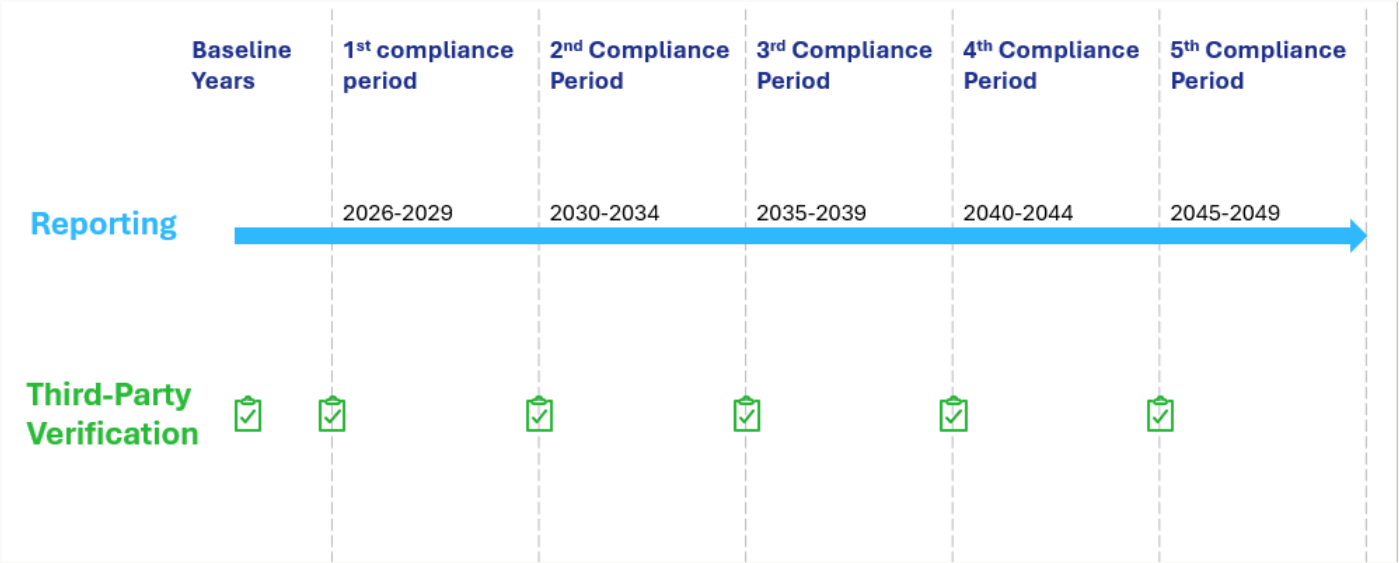 Baseline
Years
1st compliance
period
2nd Compliance
Period
3rd Compliance
Period
4th Compliance
Period
5th Compliance
Period
Reporting
2026-2029
2030-2034
2035-2039
2040-2044
2045-2049
Third-Party
Verification